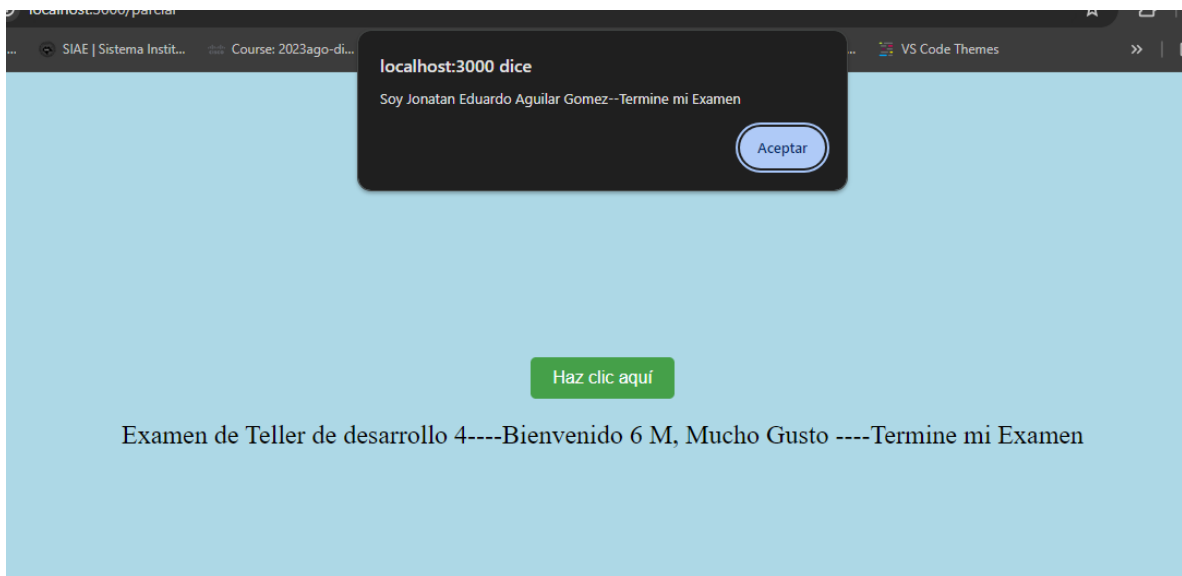 localhost:3000/parcial
... SIAE | Sistema Instit... Course: 2023ago-di... ... VS Code Themes »
localhost:3000 dice
Soy Jonatan Eduardo Aguilar Gomez--Termine mi Examen
Aceptar
Haz clic aquí
Examen de Teller de desarrollo 4----Bienvenido 6 M, Mucho Gusto ----Termine mi Examen